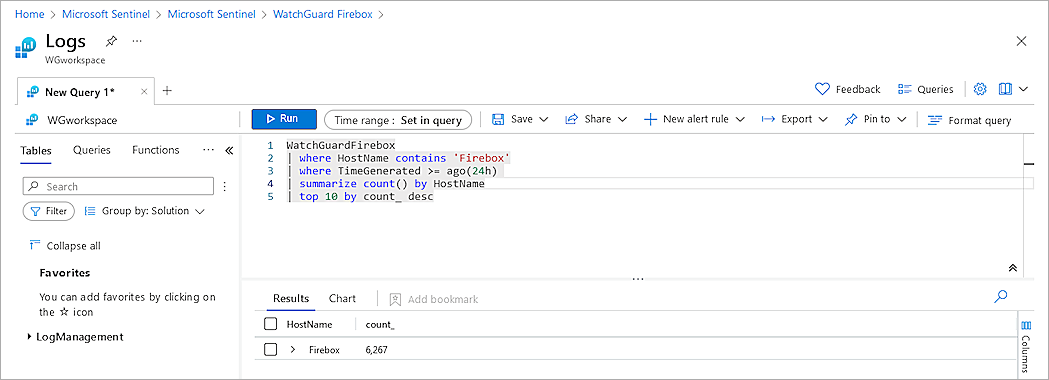 Home > Microsoft Sentinel > Microsoft Sentinel > WatchGuard Firebox >
Logs ...
WGworkspace
New Query 1* × +
Feedback Queries
WGworkspace
Run Time range : Set in query Save Share New alert rule Export Pin to Format query
Tables Queries Functions ... «
Search
Filter Group by: Solution
Collapse all
Favorites
You can add favorites by clicking on
the ☆ icon
LogManagement
1 WatchGuardFirebox
2 | where HostName contains 'Firebox'
3 | where TimeGenerated >= ago(24h)
4 | summarize count() by HostName
5 | top 10 by count_ desc
...
Results Chart Add bookmark
HostName count_
> Firebox 6,267
Columns